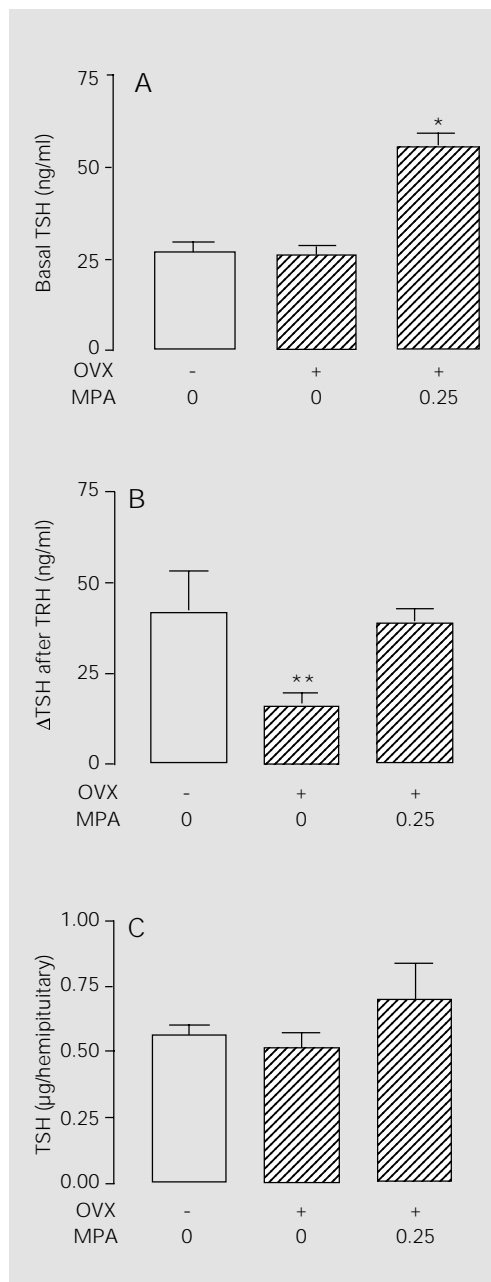 A
Basal TSH (ng/ml)
75
50
25
0
*
OVX - + +
MPA 0 0 0.25
B
ΔTSH after TRH (ng/ml)
75
50
25
0
**
OVX - + +
MPA 0 0 0.25
C
TSH (µg/hemipituitary)
1.00
0.75
0.50
0.25
0.00
OVX - + +
MPA 0 0 0.25